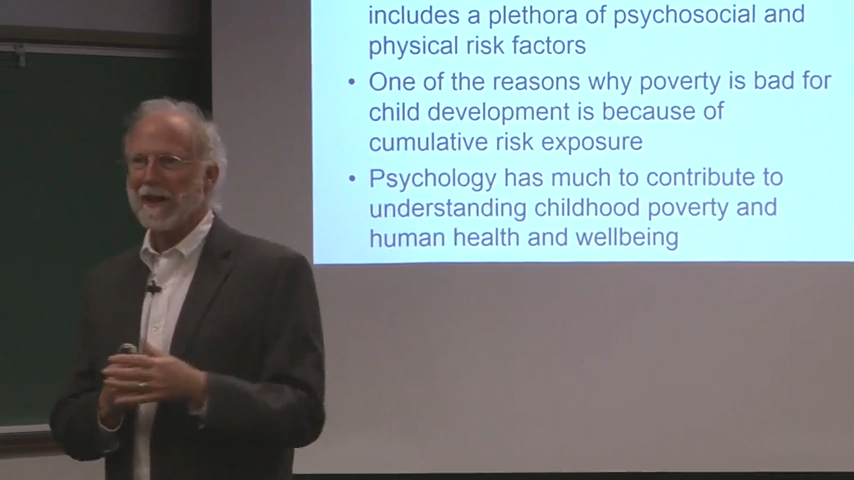 includes a plethora of psychosocial and
physical risk factors
• One of the reasons why poverty is bad for
child development is because of
cumulative risk exposure
• Psychology has much to contribute to
understanding childhood poverty and
human health and wellbeing